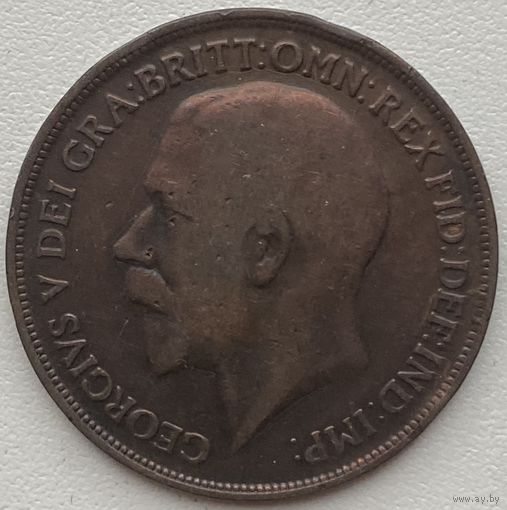 GEORGIVS V DEI GRA:BRITT:OMN:REX FID:DEF:IND:IMP:
www.ay.by